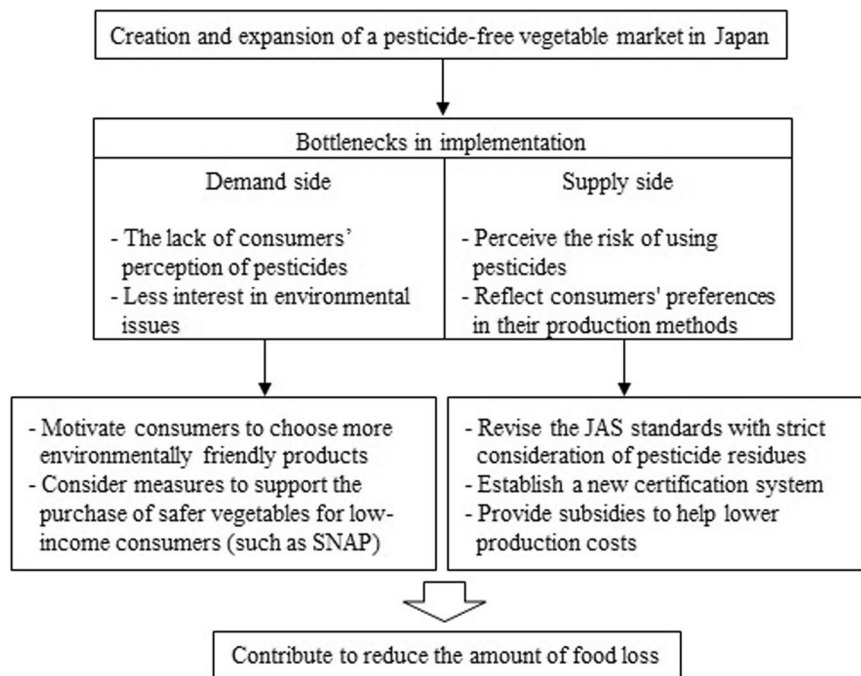 Creation and expansion of a pesticide-free vegetable market in Japan
Bottlenecks in implementation
Demand side
- The lack of consumers’
perception of pesticides
- Less interest in environmental
issues
Supply side
- Perceive the risk of using
pesticides
- Reflect consumers' preferences
in their production methods
- Motivate consumers to choose more
environmentally friendly products
- Consider measures to support the
purchase of safer vegetables for low-
income consumers (such as SNAP)
- Revise the JAS standards with strict
consideration of pesticide residues
- Establish a new certification system
- Provide subsidies to help lower
production costs
Contribute to reduce the amount of food loss